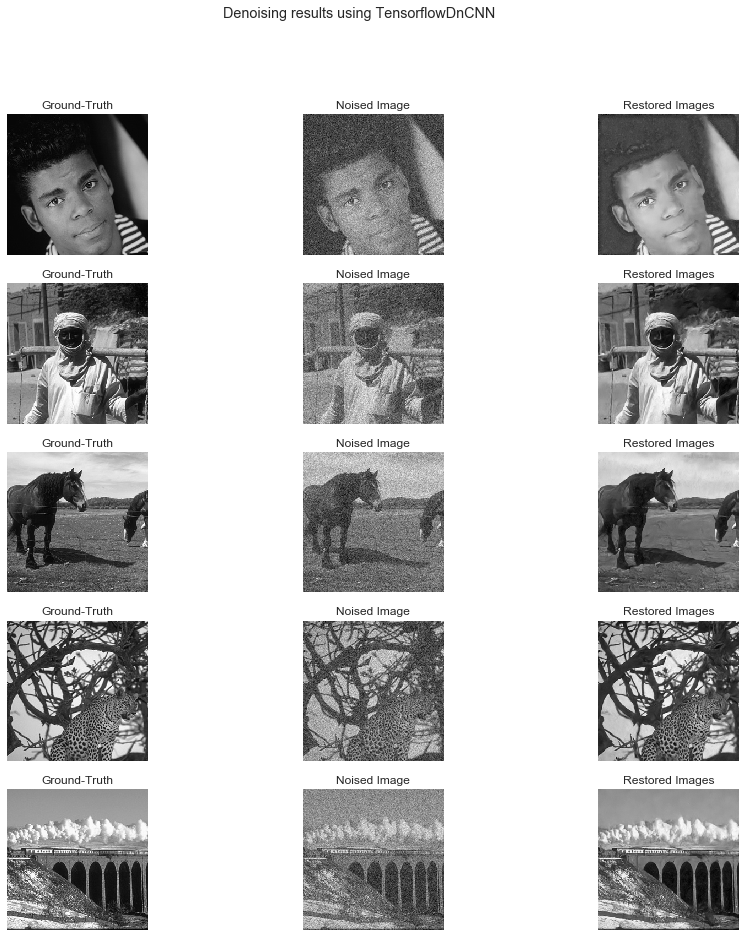 Denoising results using TensorflowDnCNN
Ground-Truth
Noised Image
Restored Images
Ground-Truth
Noised Image
Restored Images
Ground-Truth
Noised Image
Restored Images
Ground-Truth
Noised Image
Restored Images
Ground-Truth
Noised Image
Restored Images